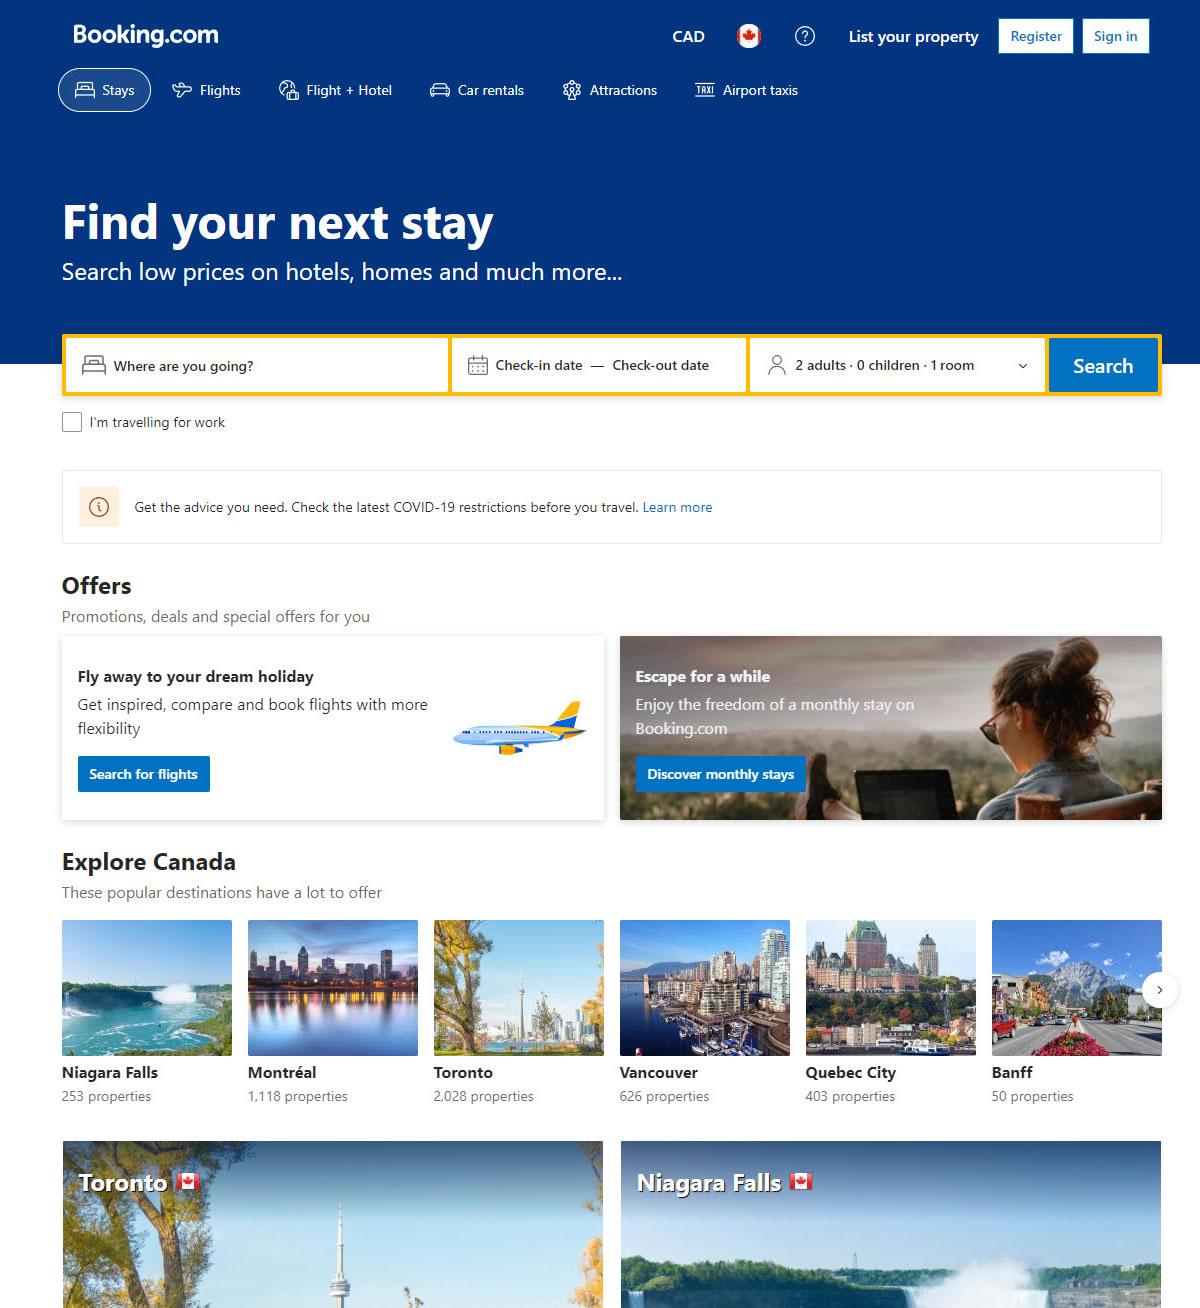 Booking.com
CAD
List your property
Register
Sign in
Stays
Flights
Flight + Hotel
Car rentals
Attractions
TAXI
Airport taxis
Find your next stay
Search low prices on hotels, homes and much more...
Where are you going?
Check-in date — Check-out date
2 adults · 0 children · 1 room
Search
I'm travelling for work
Get the advice you need. Check the latest COVID-19 restrictions before you travel. Learn more
Offers
Promotions, deals and special offers for you
Fly away to your dream holiday
Get inspired, compare and book flights with more
flexibility
Search for flights
Escape for a while
Enjoy the freedom of a monthly stay on
Booking.com
Discover monthly stays
Explore Canada
These popular destinations have a lot to offer
Niagara Falls
253 properties
Montréal
1,118 properties
Toronto
2,028 properties
Vancouver
626 properties
Quebec City
403 properties
Banff
50 properties
Toronto
Niagara Falls